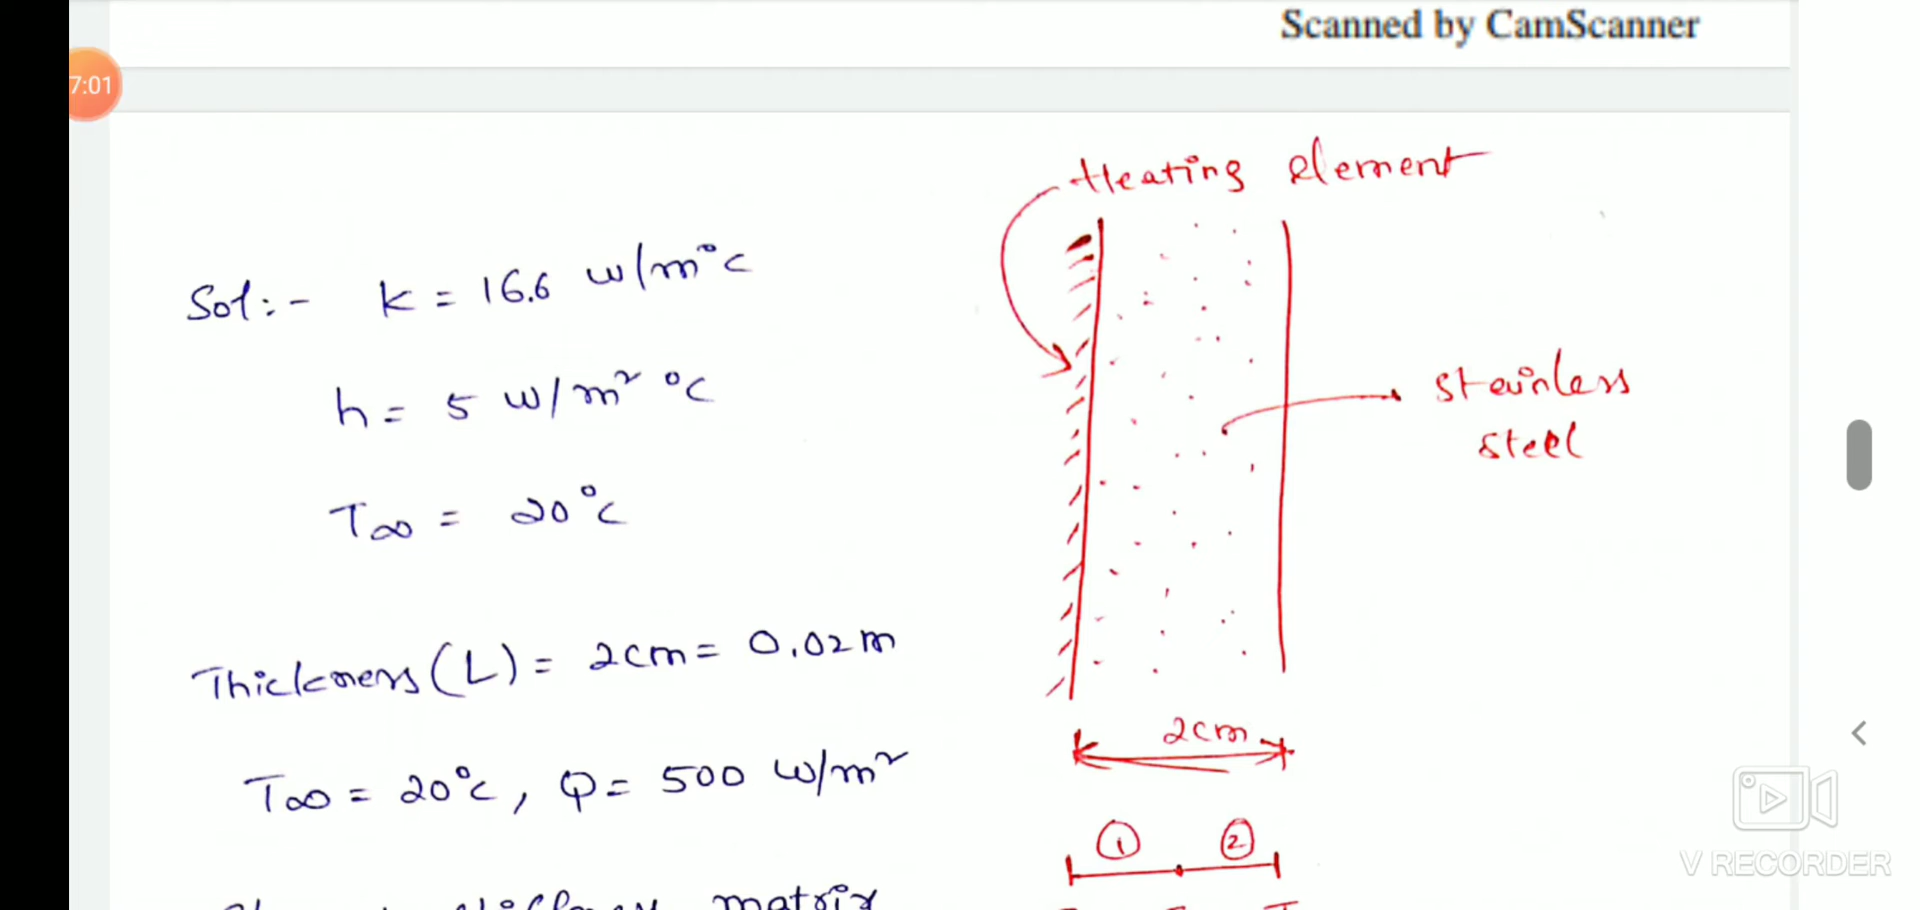 Scanned by CamScanner
7:01
Heating element
Sol:- K = 16.6 W/m°C
h = 5 W/m² °C
T∞ = 20°C
stainless
steel
Thickness (L) = 2cm = 0.02m
2cm
T∞ = 20°C, Q = 500 W/m²
1 2
matrix
V RECORDER